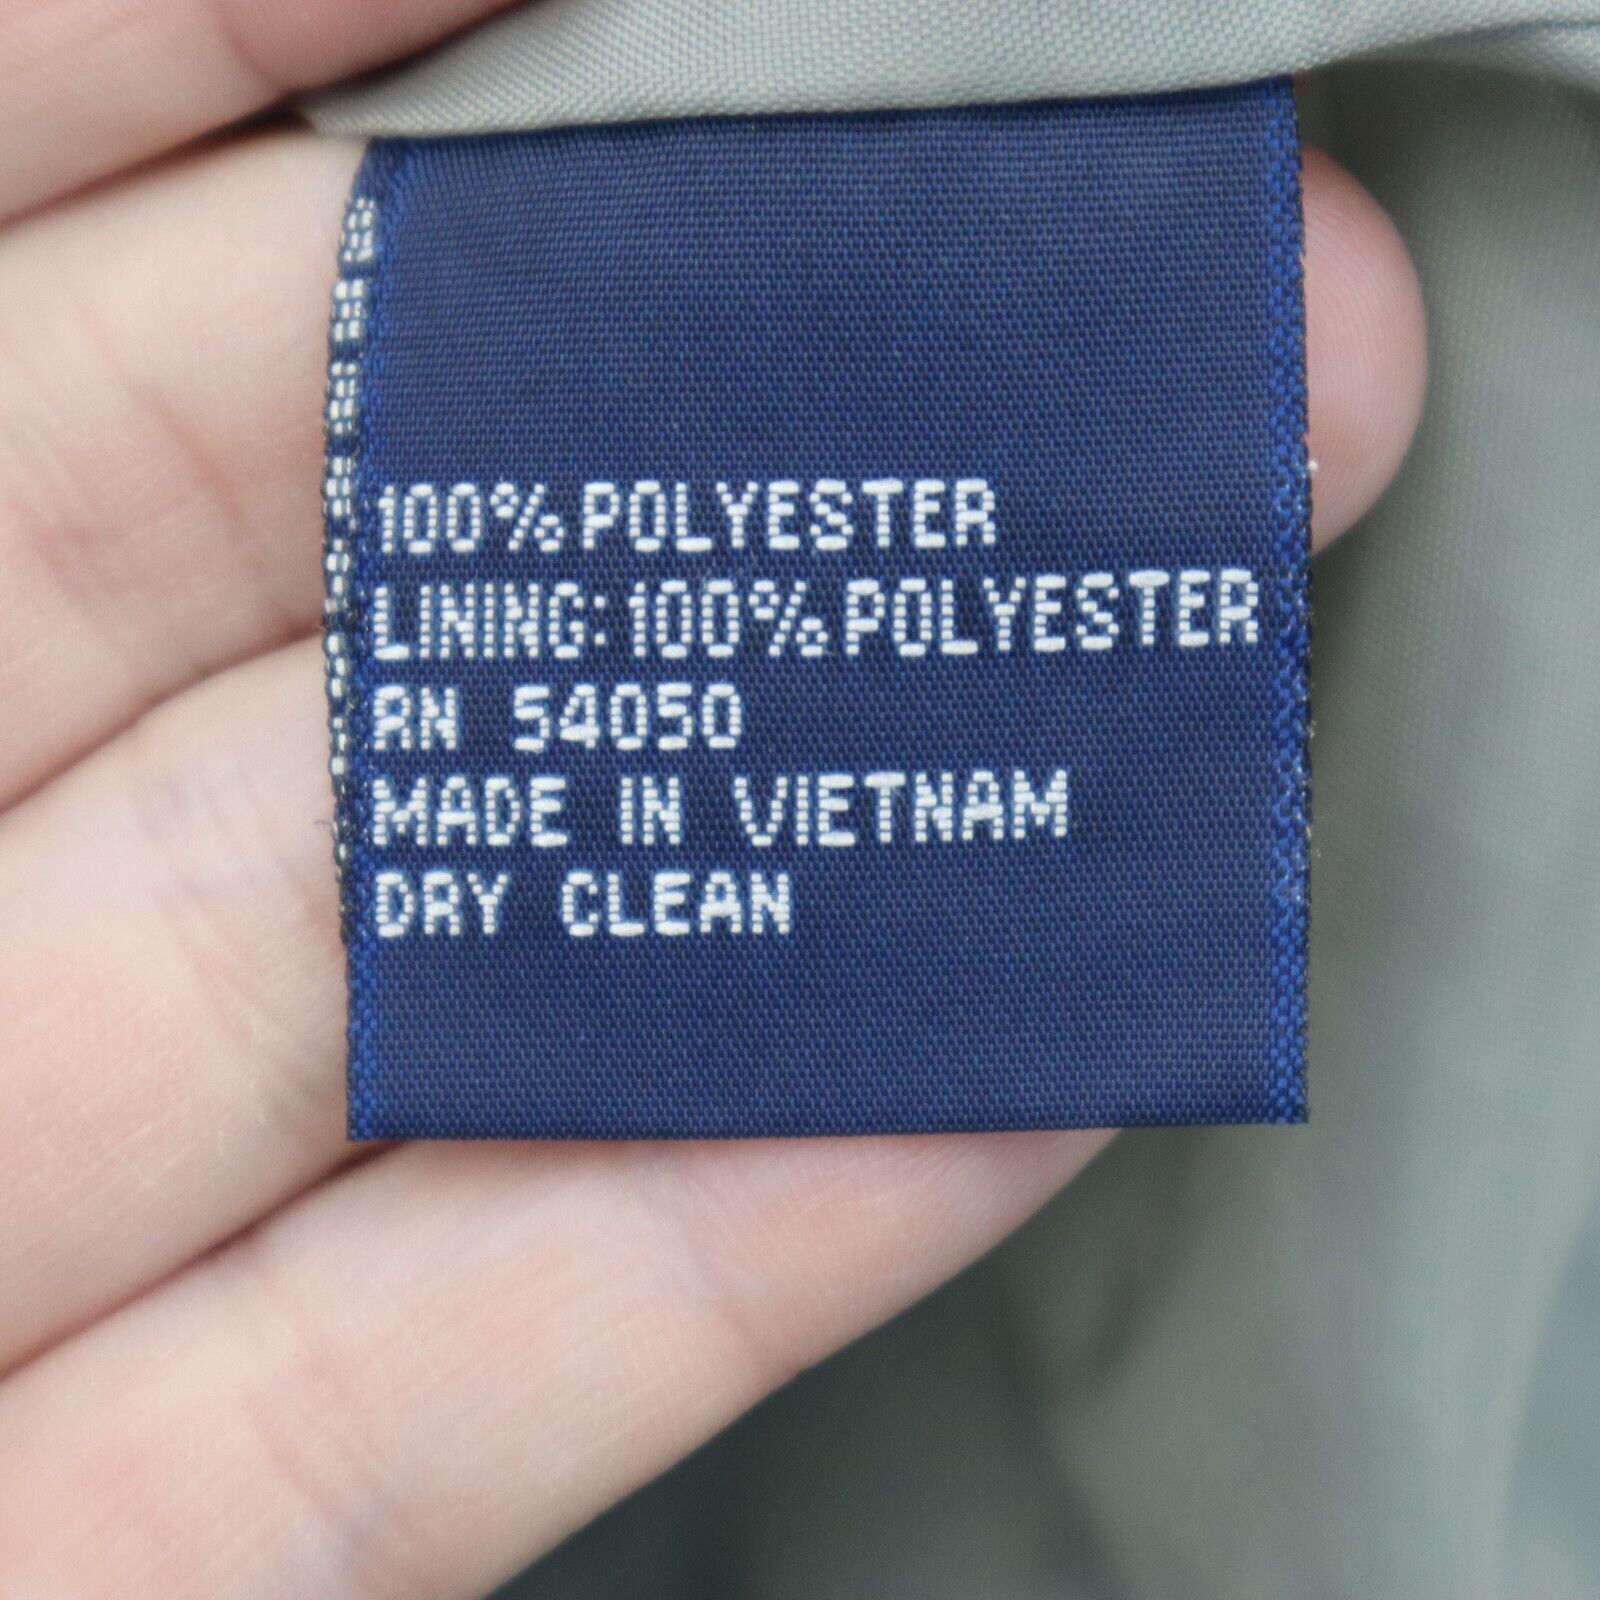 100% POLYESTER
LINING: 100% POLYESTER
RN 54050
MADE IN VIETNAM
DRY CLEAN